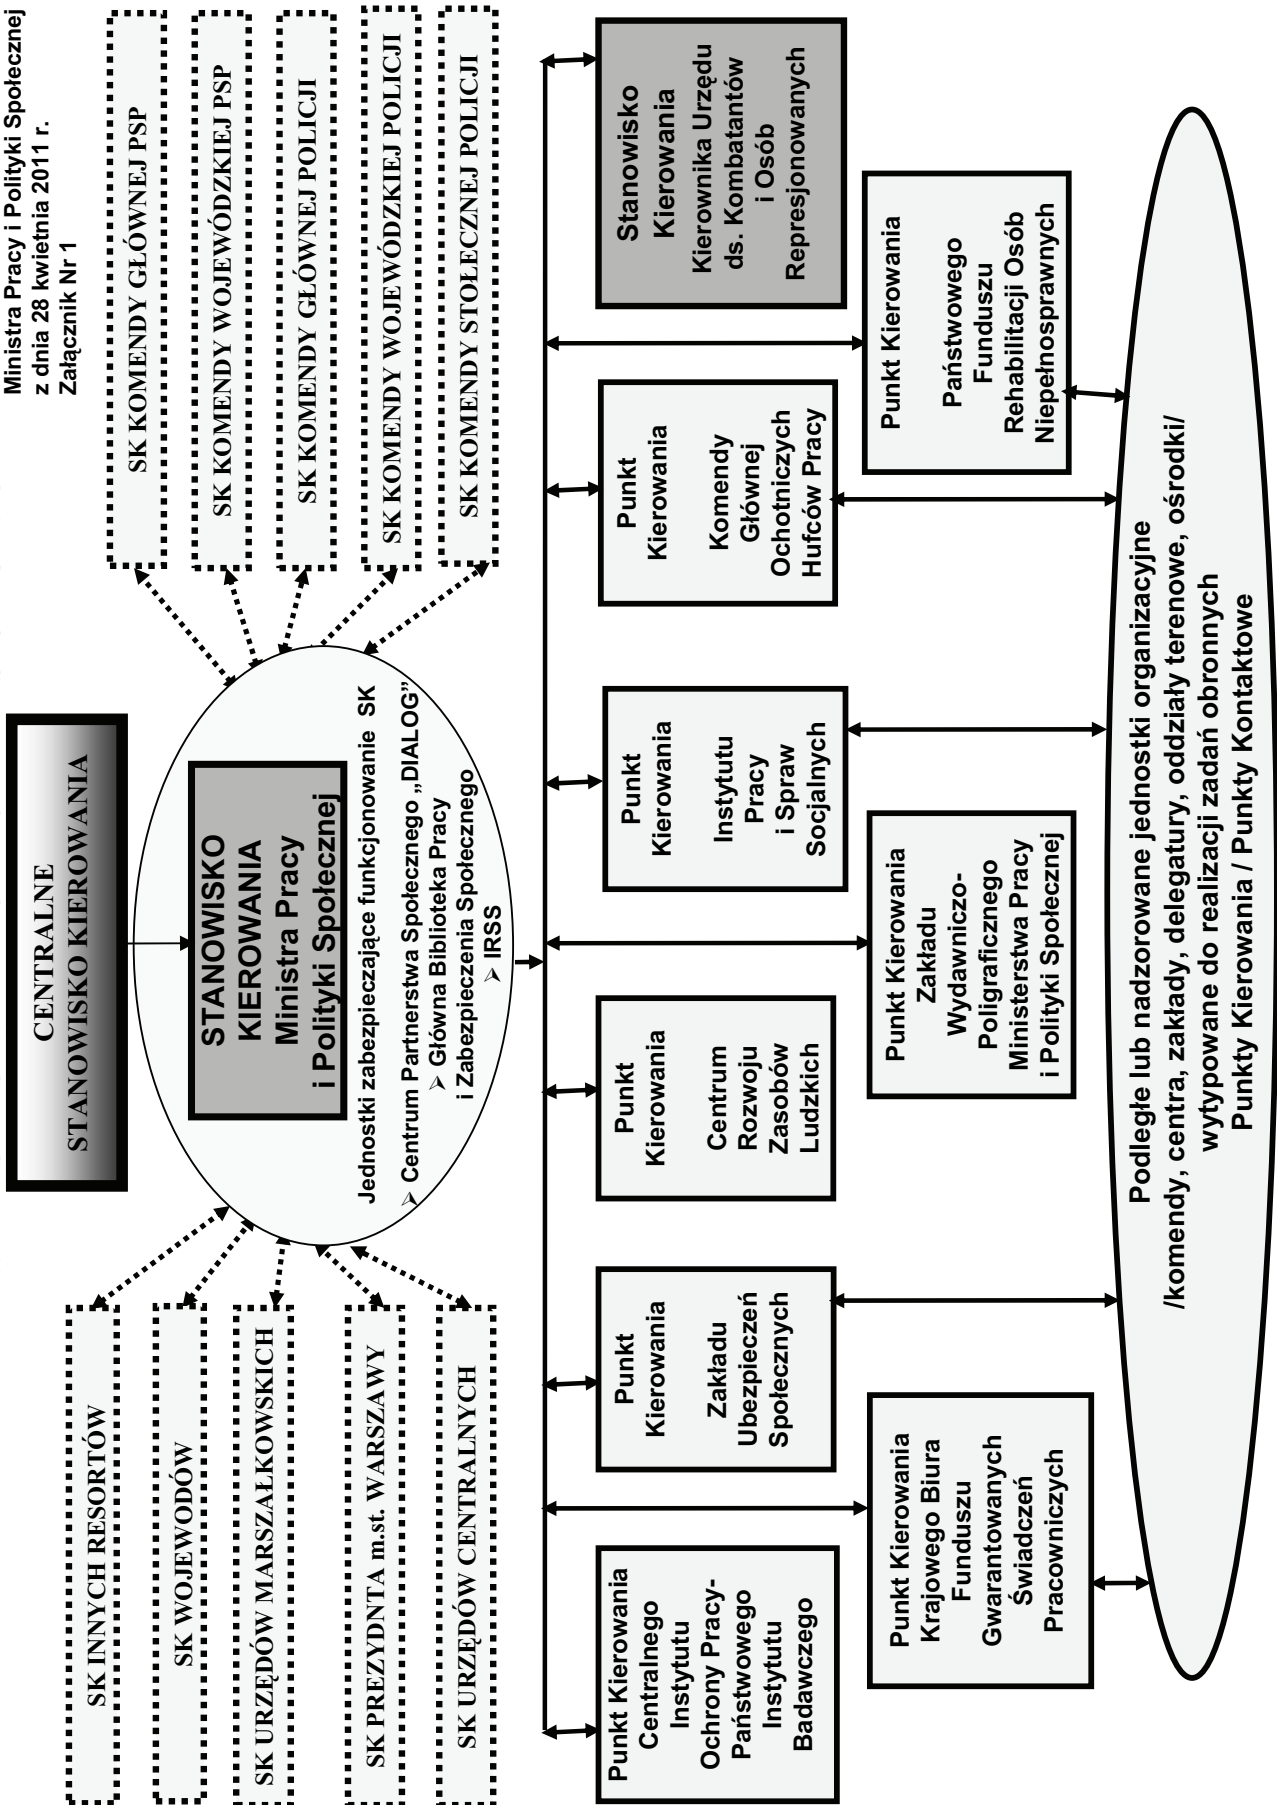 Ministra Pracy i Polityki Społecznej
z dnia 28 kwietnia 2011 r.
Załącznik Nr 1
CENTRALNE
STANOWISKO KIEROWANIA
SK INNYCH RESORTÓW
SK WOJEWODÓW
SK URZĘDÓW MARSZAŁKOWSKICH
SK PREZYDNTA m.st. WARSZAWY
SK URZĘDÓW CENTRALNYCH
STANOWISKO
KIEROWANIA
Ministra Pracy
i Polityki Społecznej
Jednostki zabezpieczające funkcjonowanie SK
➢ Centrum Partnerstwa Społecznego „DIALOG”
➢ Główna Biblioteka Pracy
i Zabezpieczenia Społecznego
➢ IRSS
SK KOMENDY GŁÓWNEJ PSP
SK KOMENDY WOJEWÓDZKIEJ PSP
SK KOMENDY GŁÓWNEJ POLICJI
SK KOMENDY WOJEWÓDZKIEJ POLICJI
SK KOMENDY STOŁECZNEJ POLICJI
Punkt Kierowania
Centralnego
Instytutu
Ochrony Pracy-
Państwowego
Instytutu
Badawczego
Punkt
Kierowania
Zakładu
Ubezpieczeń
Społecznych
Punkt
Kierowania
Centrum
Rozwoju
Zasobów
Ludzkich
Punkt
Kierowania
Instytutu
Pracy
i Spraw
Socjalnych
Punkt
Kierowania
Komendy
Głównej
Ochotniczych
Hufców Pracy
Stanowisko
Kierowania
Kierownika Urzędu
ds. Kombatantów
i Osób
Represjonowanych
Punkt Kierowania
Krajowego Biura
Funduszu
Gwarantowanych
Świadczeń
Pracowniczych
Punkt Kierowania
Zakładu
Wydawniczo-
Poligraficznego
Ministerstwa Pracy
i Polityki Społecznej
Punkt Kierowania
Państwowego
Funduszu
Rehabilitacji Osób
Niepełnosprawnych
Podległe lub nadzorowane jednostki organizacyjne
/komendy, centra, zakłady, delegatury, oddziały terenowe, ośrodki/
wytypowane do realizacji zadań obronnych
Punkty Kierowania / Punkty Kontaktowe